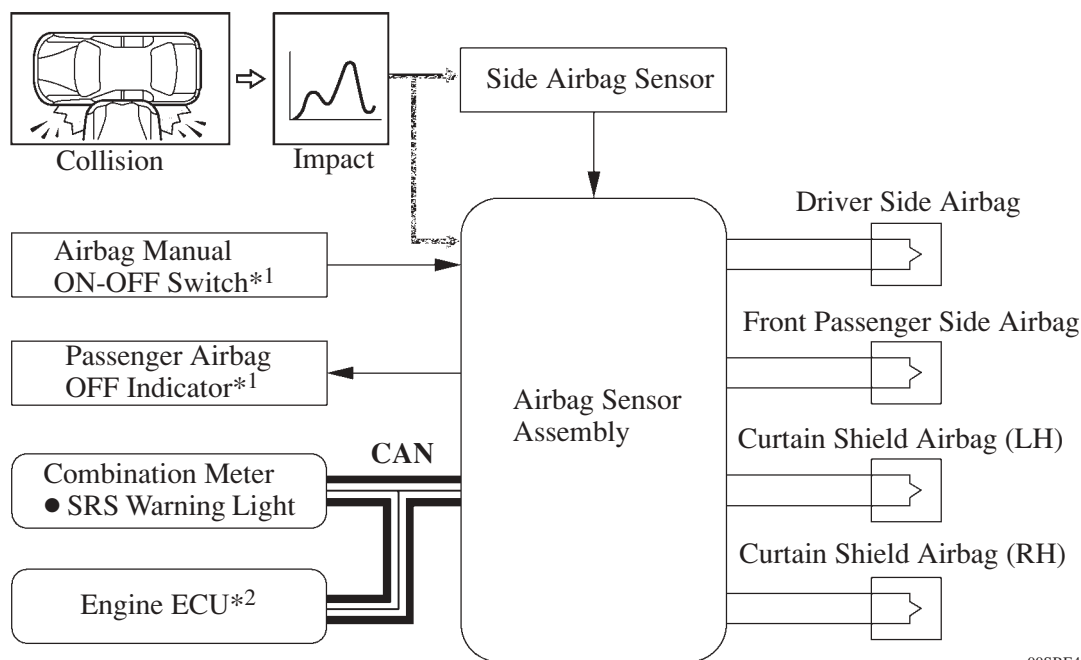 Collision
Impact
Side Airbag Sensor
Airbag Manual
ON-OFF Switch*1
Passenger Airbag
OFF Indicator*1
CAN
Combination Meter
● SRS Warning Light
Engine ECU*2
Airbag Sensor
Assembly
Driver Side Airbag
Front Passenger Side Airbag
Curtain Shield Airbag (LH)
Curtain Shield Airbag (RH)